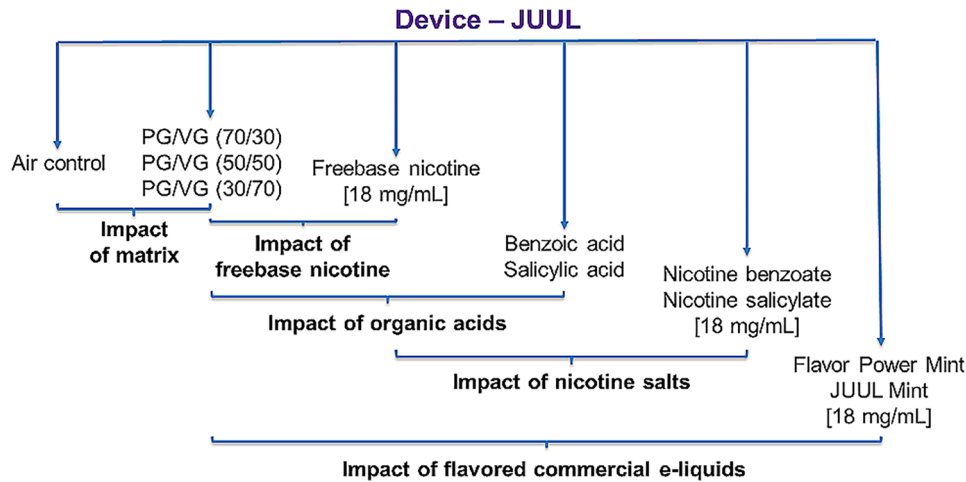 Device – JUUL
Air control
PG/VG (70/30)
PG/VG (50/50)
PG/VG (30/70)
Freebase nicotine
[18 mg/mL]
Impact
of matrix
Impact of
freebase nicotine
Benzoic acid
Salicylic acid
Impact of organic acids
Nicotine benzoate
Nicotine salicylate
[18 mg/mL]
Impact of nicotine salts
Flavor Power Mint
JUUL Mint
[18 mg/mL]
Impact of flavored commercial e-liquids